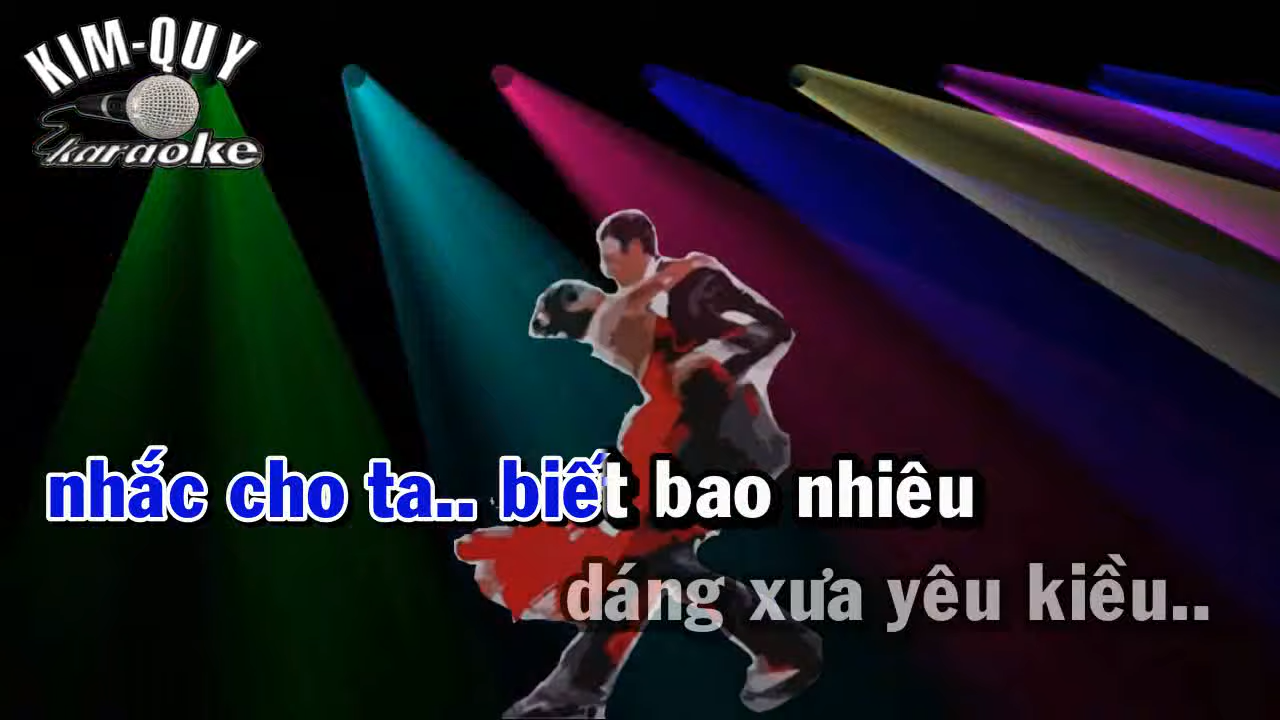 KIM-QUY
karaoke
nhắc cho ta.. biết bao nhiêu
dáng xưa yêu kiều..